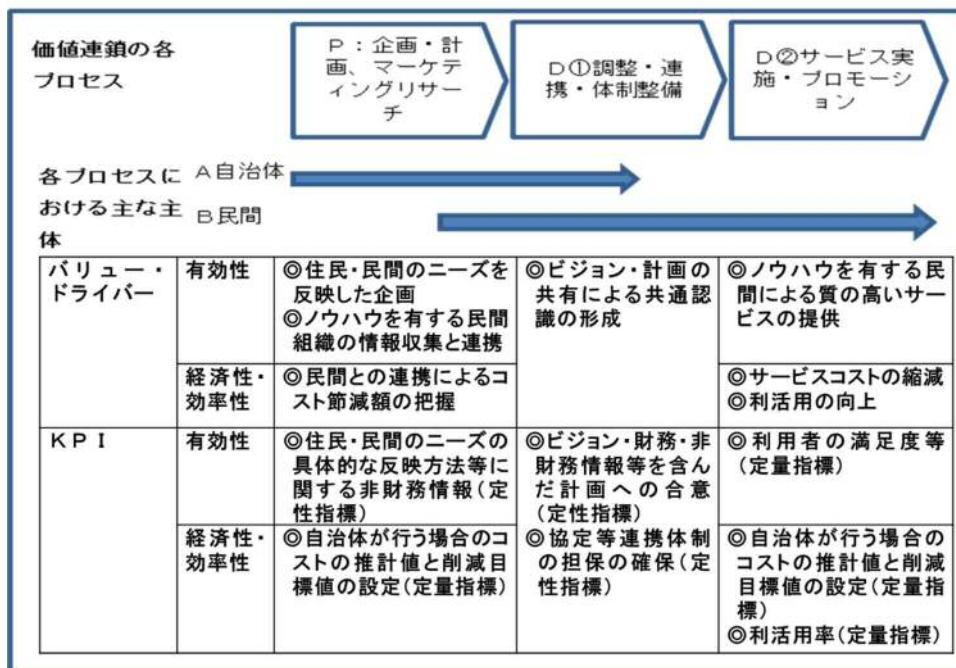 価値連鎖の各
プロセス
P：企画・計
画、マーケテ
ィングリサー
チ
D①調整・連
携・体制整備
D②サービス実
施・プロモーシ
ョン
各プロセスに
おける主な主
体
A自治体
B民間
バリュー・
ドライバー
有効性
◎住民・民間のニーズを
反映した企画
◎ノウハウを有する民間
組織の情報収集と連携
◎ビジョン・計画の
共有による共通認
識の形成
◎ノウハウを有する民
間による質の高いサー
ビスの提供
経済性・
効率性
◎民間との連携によるコ
スト節減額の把握
◎サービスコストの縮減
◎利活用の向上
KPI
有効性
◎住民・民間のニーズの
具体的な反映方法等に
関する非財務情報(定
性指標)
◎ビジョン・財務・非
財務情報等を含ん
だ計画への合意
(定性指標)
◎協定等連携体制
の担保の確保(定
性指標)
◎利用者の満足度等
(定量指標)
経済性・
効率性
◎自治体が行う場合のコ
ストの推計値と削減目
標値の設定(定量指標)
◎自治体が行う場合の
コストの推計値と削減
目標値の設定(定量指
標)
◎利活用率(定量指標)